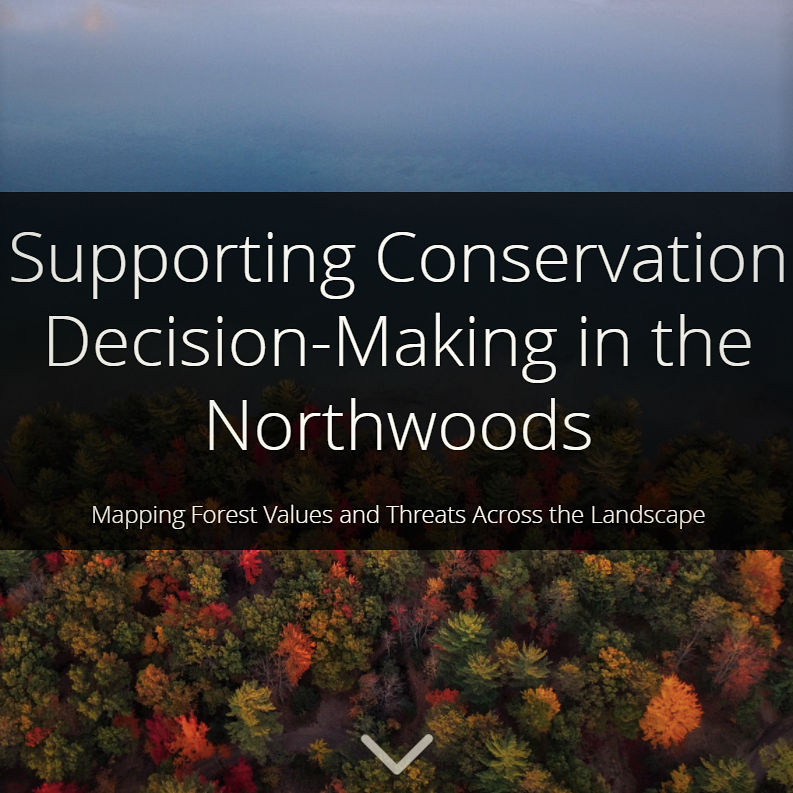 Supporting Conservation
Decision-Making in the
Northwoods
Mapping Forest Values and Threats Across the Landscape